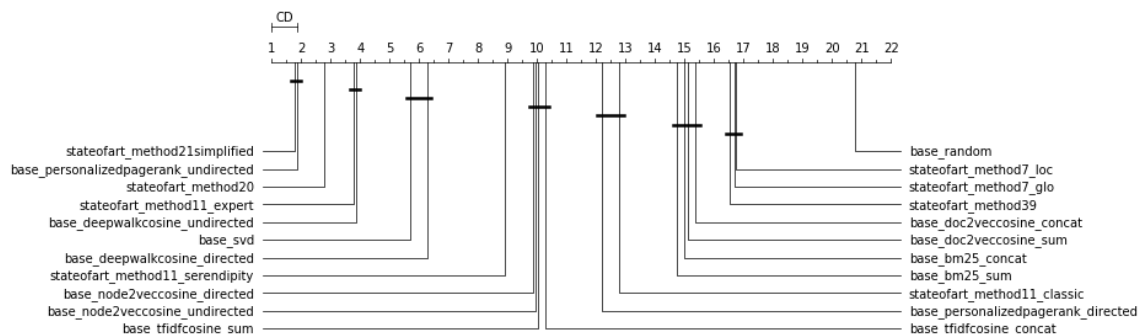 CD
1 2 3 4 5 6 7 8 9 10 11 12 13 14 15 16 17 18 19 20 21 22
stateofart_method21simplified
base_personalizedpagerank_undirected
stateofart_method20
stateofart_method11_expert
base_deepwalkcosine_undirected
base_svd
base_deepwalkcosine_directed
stateofart_method11_serendipity
base_node2veccosine_directed
base_node2veccosine_undirected
base_tfidfcosine_sum
base_random
stateofart_method7_loc
stateofart_method7_glo
stateofart_method39
base_doc2veccosine_concat
base_doc2veccosine_sum
base_bm25_concat
base_bm25_sum
stateofart_method11_classic
base_personalizedpagerank_directed
base_tfidfcosine_concat